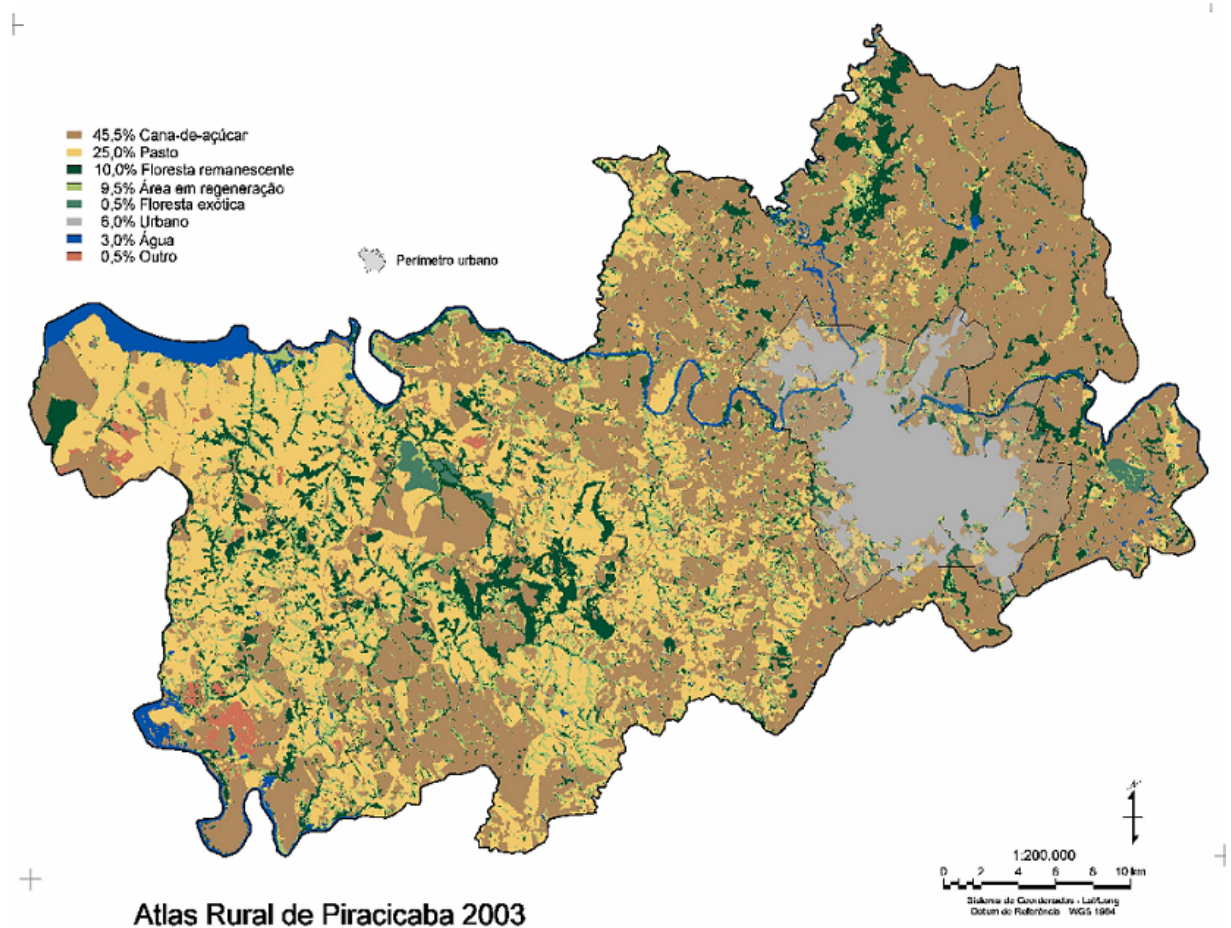 45,5% Cana-de-açúcar
25,0% Pasto
10,0% Floresta remanescente
9,5% Área em regeneração
0,5% Floresta exótica
6,0% Urbano
3,0% Água
0,5% Outro
Perímetro urbano
N
1:200.000
0 2 4 6 8 10 km
Sistema de Coordenadas - Lat/Long
Datum de Referência WGS 1984
Atlas Rural de Piracicaba 2003